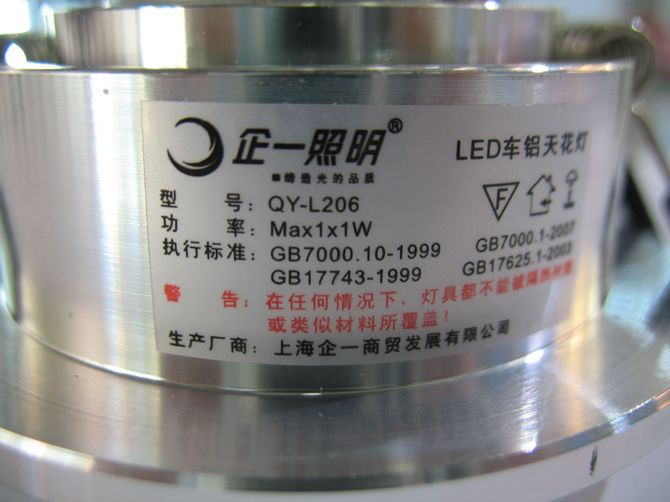 企一照明®
LED车铝天花灯
■铸造光的品质
F
型 号：QY-L206
功 率：Max1x1W
执行标准：GB7000.10-1999 GB7000.1-2007
GB17743-1999 GB17625.1-2003
警 告：在任何情况下，灯具都不能被隔热衬垫
或类似材料所覆盖！
生产厂商：上海企一商贸发展有限公司